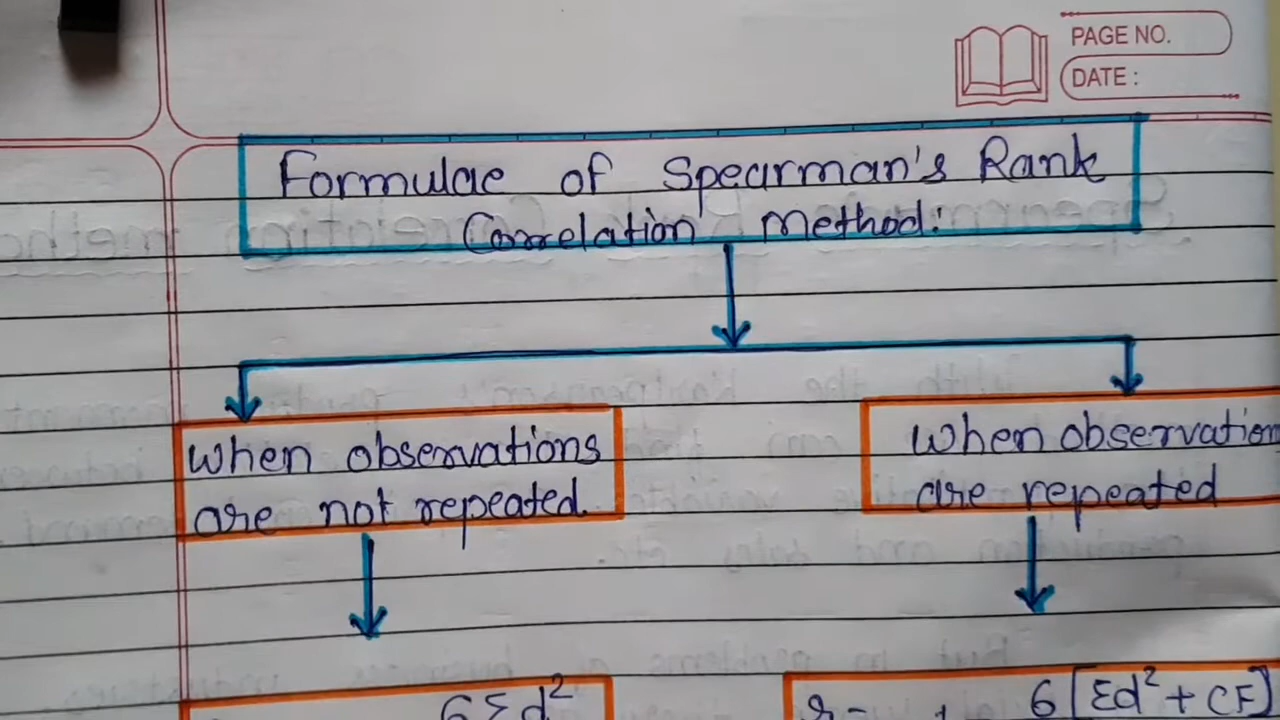 PAGE NO.
DATE :
Formulae of Spearman's Rank
Correlation Method:
When observations
are not repeated.
When observation
are repeated
6Σd²
r = 1 6[Σd² + CF]